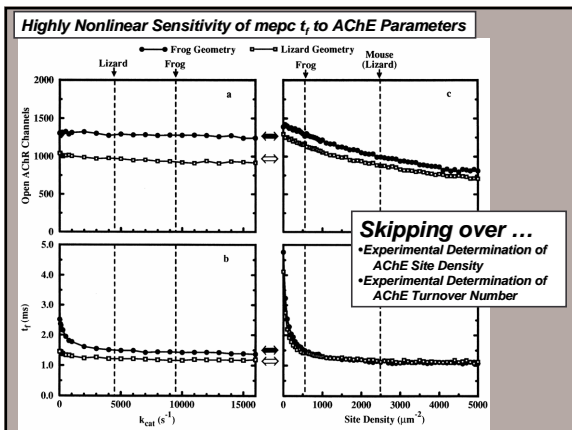 Highly Nonlinear Sensitivity of mepc tf to AChE Parameters
Frog Geometry Lizard Geometry
Lizard Frog
Frog Mouse (Lizard)
Open AChR Channels
2000
1500
1000
500
0
a
c
Skipping over …
•Experimental Determination of
AChE Site Density
•Experimental Determination of
AChE Turnover Number
tf (ms)
5.0
4.0
3.0
2.0
1.0
0.0
b
d
0 5000 10000 15000
kcat (s-1)
0 1000 2000 3000 4000 5000
Site Density (μm-2)